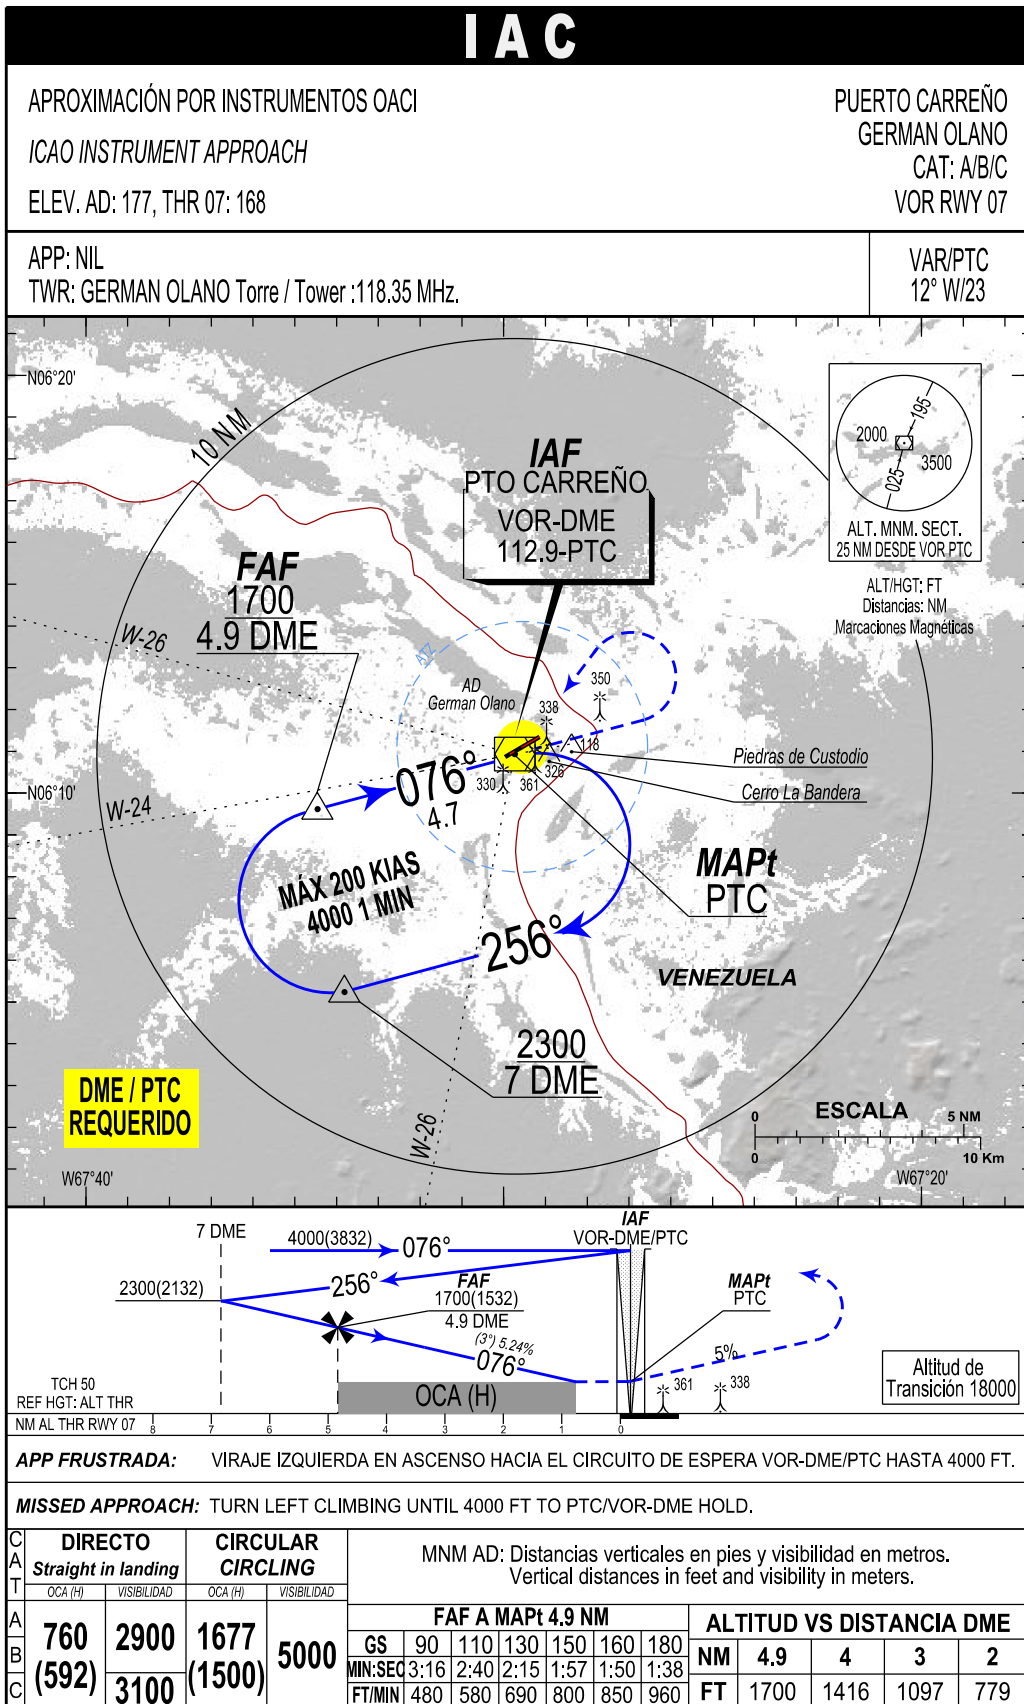 IAC
APROXIMACIÓN POR INSTRUMENTOS OACI
ICAO INSTRUMENT APPROACH
ELEV. AD: 177, THR 07: 168
PUERTO CARREÑO
GERMAN OLANO
CAT: A/B/C
VOR RWY 07
APP: NIL
TWR: GERMAN OLANO Torre / Tower :118.35 MHz.
VAR/PTC
12° W/23
N06°20'
10 NM
IAF
PTO CARREÑO
VOR-DME
112.9-PTC
195
2000
3500
025
ALT. MNM. SECT.
25 NM DESDE VOR PTC
ALT/HGT: FT
Distancias: NM
Marcaciones Magnéticas
FAF
1700
4.9 DME
W-26
ATZ
AD
German Olano
350
338
118
326
361
330
Piedras de Custodio
Cerro La Bandera
N06°10'
W-24
076°
4.7
MÁX 200 KIAS
4000 1 MIN
MAPt
PTC
256°
VENEZUELA
2300
7 DME
DME / PTC
REQUERIDO
W-26
0 ESCALA 5 NM
0 10 Km
W67°40'
W67°20'
7 DME
4000(3832) 076°
IAF
VOR-DME/PTC
2300(2132)
256°
FAF
1700(1532)
4.9 DME
(3°) 5.24%
076°
MAPt
PTC
5%
361
338
OCA (H)
TCH 50
REF HGT: ALT THR
NM AL THR RWY 07 8 7 6 5 4 3 2 1 0
Altitud de
Transición 18000
APP FRUSTRADA: VIRAJE IZQUIERDA EN ASCENSO HACIA EL CIRCUITO DE ESPERA VOR-DME/PTC HASTA 4000 FT.
MISSED APPROACH: TURN LEFT CLIMBING UNTIL 4000 FT TO PTC/VOR-DME HOLD.
CAT
DIRECTO
Straight in landing
CIRCULAR
CIRCLING
OCA (H) VISIBILIDAD OCA (H) VISIBILIDAD
A
B
C
760
(592)
2900
3100
1677
(1500)
5000
MNM AD: Distancias verticales en pies y visibilidad en metros.
Vertical distances in feet and visibility in meters.
FAF A MAPt 4.9 NM
GS 90 110 130 150 160 180
MIN:SEC 3:16 2:40 2:15 1:57 1:50 1:38
FT/MIN 480 580 690 800 850 960
ALTITUD VS DISTANCIA DME
NM 4.9 4 3 2
FT 1700 1416 1097 779